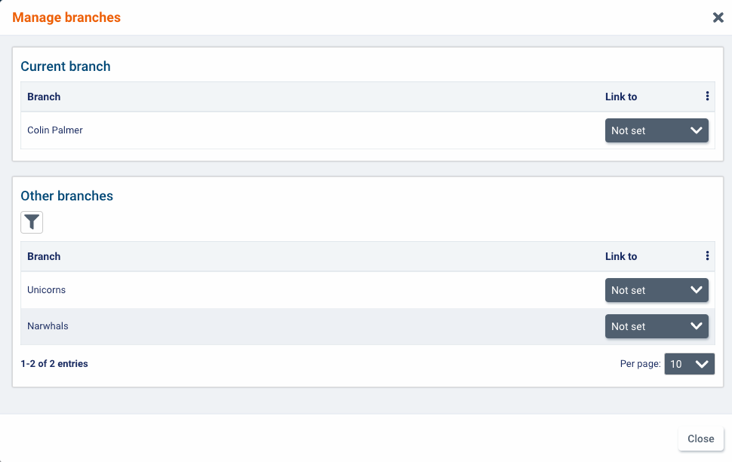 Manage branches
Current branch
Branch Link to
Colin Palmer Not set
Other branches
Branch Link to
Unicorns Not set
Narwhals Not set
1-2 of 2 entries Per page: 10
Close